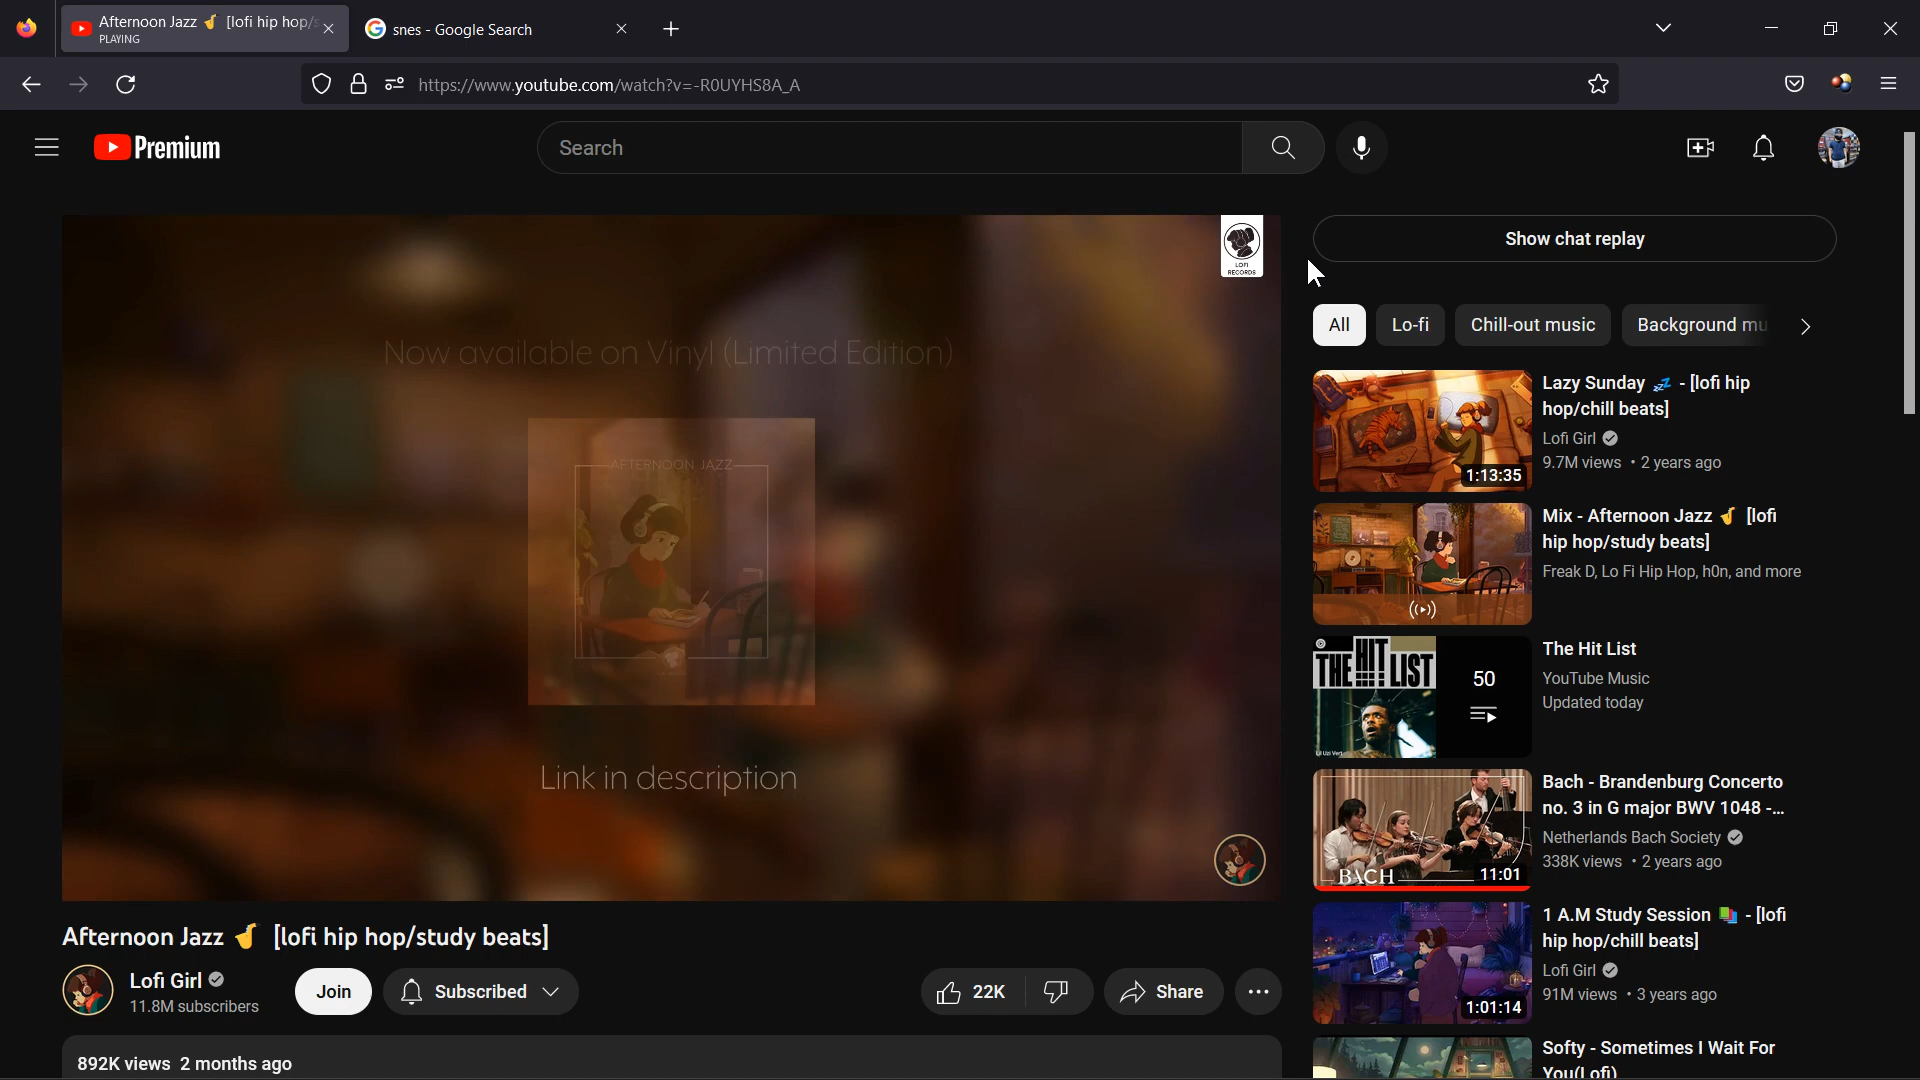 Afternoon Jazz 🎷 [lofi hip hop/s
PLAYING
snes - Google Search
https://www.youtube.com/watch?v=-R0UYHS8A_A
Premium
Search
Show chat replay
LOFI
RECORDS
Now available on Vinyl (Limited Edition)
AFTERNOON JAZZ
Link in description
All
Lo-fi
Chill-out music
Background mu
Lazy Sunday 💤 - [lofi hip
hop/chill beats]
Lofi Girl
9.7M views • 2 years ago
1:13:35
Mix - Afternoon Jazz 🎷 [lofi
hip hop/study beats]
Freak D, Lo Fi Hip Hop, h0n, and more
THE HIT LIST
Lil Uzi Vert
50
The Hit List
YouTube Music
Updated today
Bach - Brandenburg Concerto
no. 3 in G major BWV 1048 -...
Netherlands Bach Society
338K views • 2 years ago
BACH
11:01
1 A.M Study Session 📚 - [lofi
hip hop/chill beats]
Lofi Girl
91M views • 3 years ago
1:01:14
Softy - Sometimes I Wait For
You(Lofi)
Afternoon Jazz 🎷 [lofi hip hop/study beats]
Lofi Girl
11.8M subscribers
Join
Subscribed
22K
Share
892K views 2 months ago